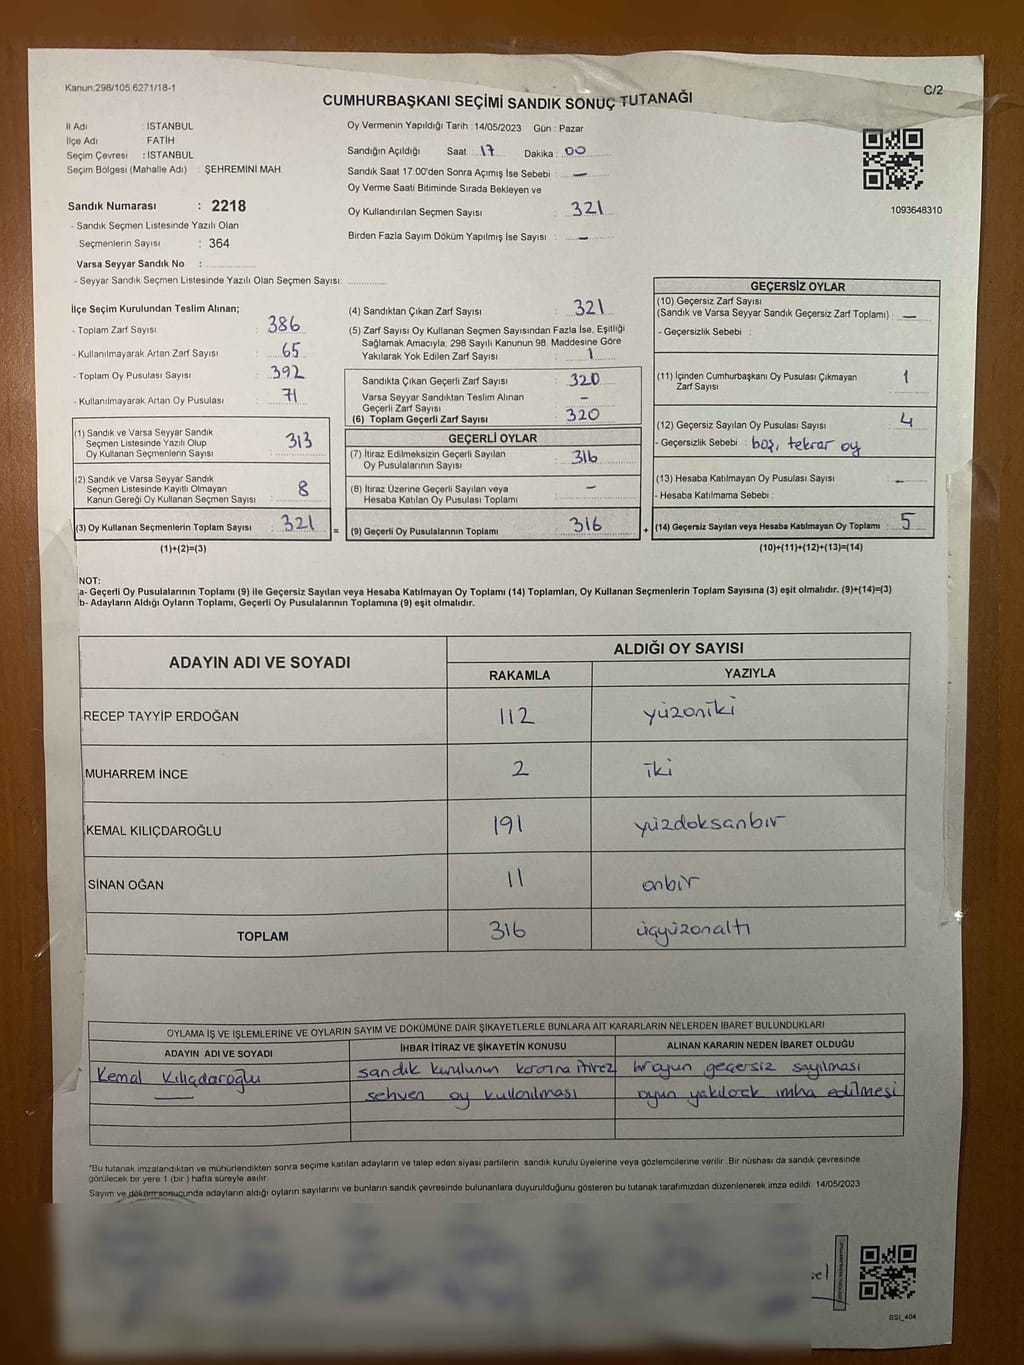 Kanun:298/105,6271/18-1
C/2
CUMHURBAŞKANI SEÇİMİ SANDIK SONUÇ TUTANAĞI
İl Adı : İSTANBUL
İlçe Adı : FATİH
Seçim Çevresi : İSTANBUL
Seçim Bölgesi (Mahalle Adı) : ŞEHREMİNİ MAH.
Sandık Numarası : 2218
- Sandık Seçmen Listesinde Yazılı Olan
Seçmenlerin Sayısı : 364
Varsa Seyyar Sandık No :
- Seyyar Sandık Seçmen Listesinde Yazılı Olan Seçmen Sayısı:
Oy Vermenin Yapıldığı Tarih :14/05/2023 Gün : Pazar
Sandığın Açıldığı Saat : 17 Dakika : 00
Sandık Saat 17:00'den Sonra Açımış İse Sebebi : —
Oy Verme Saati Bitiminde Sırada Bekleyen ve
Oy Kullandırılan Seçmen Sayısı : 321
Birden Fazla Sayım Döküm Yapılmış İse Sayısı : —
1093648310
İlçe Seçim Kurulundan Teslim Alınan;
- Toplam Zarf Sayısı : 386
- Kullanılmayarak Artan Zarf Sayısı : 65
- Toplam Oy Pusulası Sayısı : 392
- Kullanılmayarak Artan Oy Pusulası : 71
(1) Sandık ve Varsa Seyyar Sandık
Seçmen Listesinde Yazılı Olup
Oy Kullanan Seçmenlerin Sayısı : 313
(2) Sandık ve Varsa Seyyar Sandık
Seçmen Listesinde Kayıtlı Olmayan
Kanun Gereği Oy Kullanan Seçmen Sayısı : 8
(3) Oy Kullanan Seçmenlerin Toplam Sayısı : 321
(1)+(2)=(3)
(4) Sandıktan Çıkan Zarf Sayısı : 321
(5) Zarf Sayısı Oy Kullanan Seçmen Sayısından Fazla İse, Eşitliği
Sağlamak Amacıyla; 298 Sayılı Kanunun 98. Maddesine Göre
Yakılarak Yok Edilen Zarf Sayısı : 1
Sandıkta Çıkan Geçerli Zarf Sayısı : 320
Varsa Seyyar Sandıktan Teslim Alınan
Geçerli Zarf Sayısı : —
(6) Toplam Geçerli Zarf Sayısı : 320
GEÇERLİ OYLAR
(7) İtiraz Edilmeksizin Geçerli Sayılan
Oy Pusulalarının Sayısı : 316
(8) İtiraz Üzerine Geçerli Sayılan veya
Hesaba Katılan Oy Pusulası Toplamı : —
= (9) Geçerli Oy Pusulalarının Toplamı : 316
GEÇERSİZ OYLAR
(10) Geçersiz Zarf Sayısı
(Sandık ve Varsa Seyyar Sandık Geçersiz Zarf Toplamı) : —
- Geçersizlik Sebebi :
(11) İçinden Cumhurbaşkanı Oy Pusulası Çıkmayan
Zarf Sayısı : 1
(12) Geçersiz Sayılan Oy Pusulası Sayısı : 4
- Geçersizlik Sebebi : boş, tekrar oy
(13) Hesaba Katılmayan Oy Pusulası Sayısı : —
- Hesaba Katılmama Sebebi :
+ (14) Geçersiz Sayılan veya Hesaba Katılmayan Oy Toplamı : 5
(10)+(11)+(12)+(13)=(14)
NOT:
a- Geçerli Oy Pusulalarının Toplamı (9) ile Geçersiz Sayılan veya Hesaba Katılmayan Oy Toplamı (14) Toplamları, Oy Kullanan Seçmenlerin Toplam Sayısına (3) eşit olmalıdır. (9)+(14)=(3)
b- Adayların Aldığı Oyların Toplamı, Geçerli Oy Pusulalarının Toplamına (9) eşit olmalıdır.
ADAYIN ADI VE SOYADI
ALDIĞI OY SAYISI
RAKAMLA YAZIYLA
RECEP TAYYİP ERDOĞAN 112 yüzoniki
MUHARREM İNCE 2 iki
KEMAL KILIÇDAROĞLU 191 yüzdoksanbir
SİNAN OĞAN 11 onbir
TOPLAM 316 üçyüzonaltı
OYLAMA İŞ VE İŞLEMLERİNE VE OYLARIN SAYIM VE DÖKÜMÜNE DAİR ŞİKAYETLERLE BUNLARA AİT KARARLARIN NELERDEN İBARET BULUNDUKLARI
ADAYIN ADI VE SOYADI İHBAR İTİRAZ VE ŞİKAYETİN KONUSU ALINAN KARARIN NEDEN İBARET OLDUĞU
Kemal Kılıçdaroğlu sandık kurulunun kararına itiraz biroyun geçersiz sayılması
sehven oy kullanılması oyun yakılarak imha edilmesi
*Bu tutanak imzalandıktan ve mühürlendikten sonra seçime katılan adayların ve talep eden siyasi partilerin sandık kurulu üyelerine veya gözlemcilerine verilir. Bir nüshası da sandık çevresinde
görülecek bir yere 1 (bir ) hafta süreyle asılır.
Sayım ve döküm sonucunda adayların aldığı oyların sayılarını ve bunların sandık çevresinde bulunanlara duyurulduğunu gösteren bu tutanak tarafımızdan düzenlenerek imza edildi. 14/05/2023
SSI_404